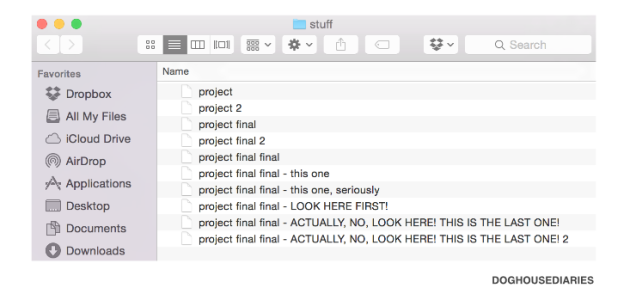 stuff
Search
Favorites
Dropbox
All My Files
iCloud Drive
AirDrop
Applications
Desktop
Documents
Downloads
Name
project
project 2
project final
project final 2
project final final
project final final - this one
project final final - this one, seriously
project final final - LOOK HERE FIRST!
project final final - ACTUALLY, NO, LOOK HERE! THIS IS THE LAST ONE!
project final final - ACTUALLY, NO, LOOK HERE! THIS IS THE LAST ONE! 2
DOGHOUSEDIARIES